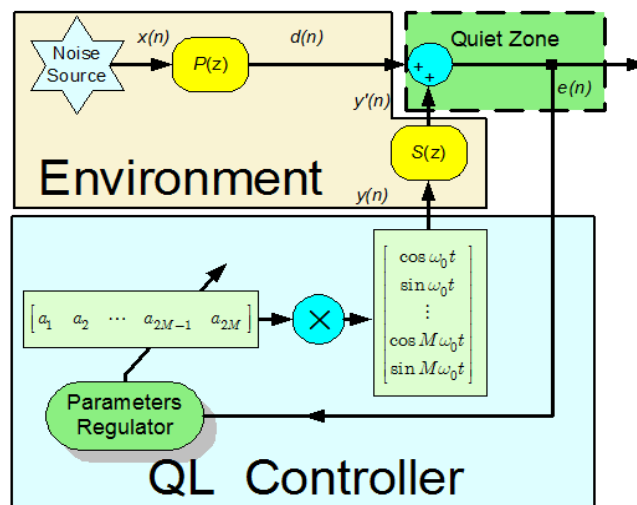 Noise
Source
x(n)
P(z)
d(n)
Quiet Zone
+
+
e(n)
y'(n)
S(z)
Environment
y(n)
cos ω₀t
sin ω₀t
⋮
cos Mω₀t
sin Mω₀t
[ a₁ a₂ ⋯ a₂M₋₁ a₂M ]
×
Parameters
Regulator
QL Controller